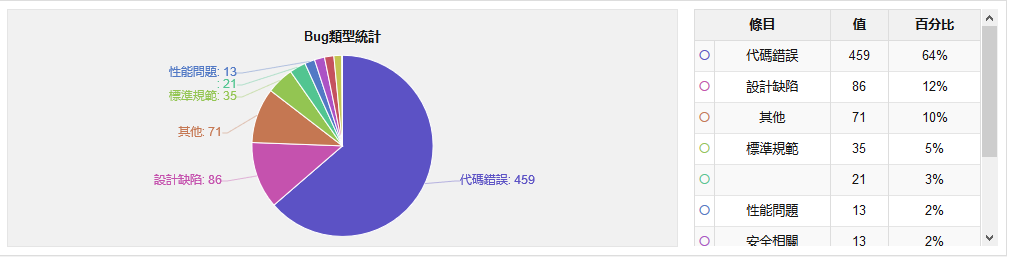 Bug類型統計
性能問題: 13
: 21
標準規範: 35
其他: 71
設計缺陷: 86
代碼錯誤: 459
條目 值 百分比
代碼錯誤 459 64%
設計缺陷 86 12%
其他 71 10%
標準規範 35 5%
21 3%
性能問題 13 2%
安全相關 13 2%